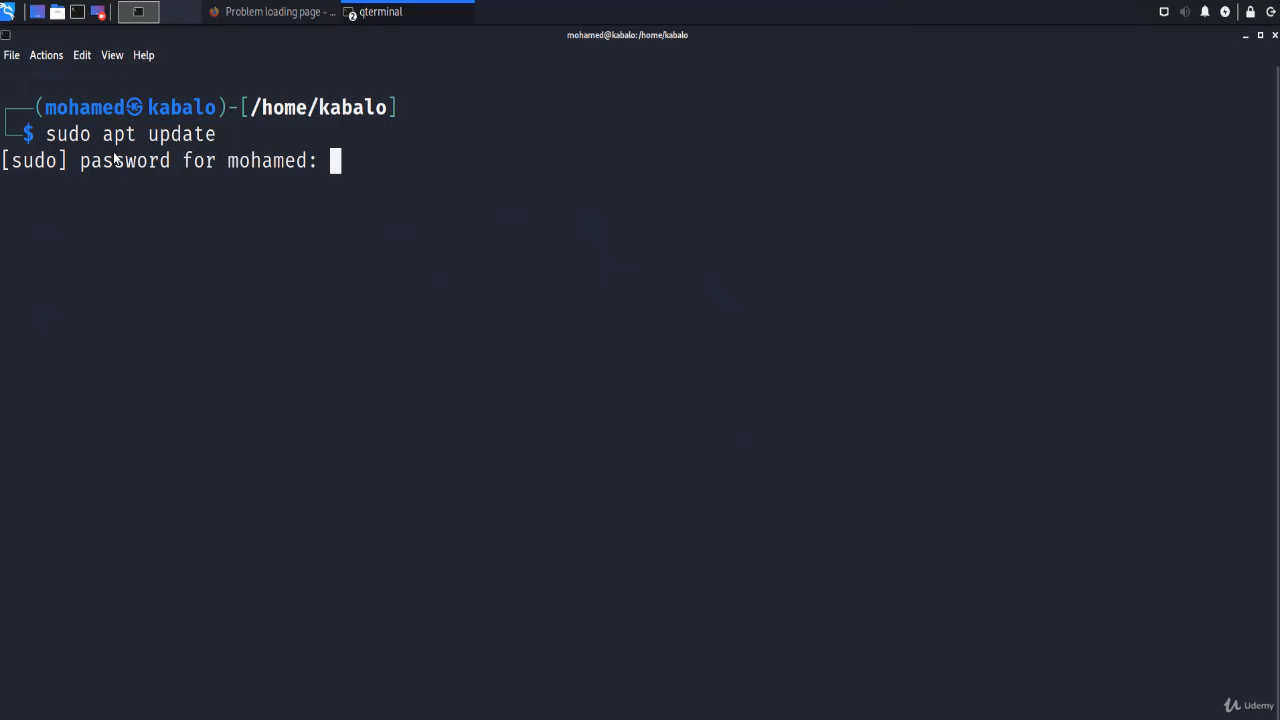 Problem loading page - ...
2
qterminal
mohamed@kabalo: /home/kabalo
File Actions Edit View Help
(mohamed㉿kabalo)-[/home/kabalo]
$ sudo apt update
[sudo] password for mohamed:
Udemy